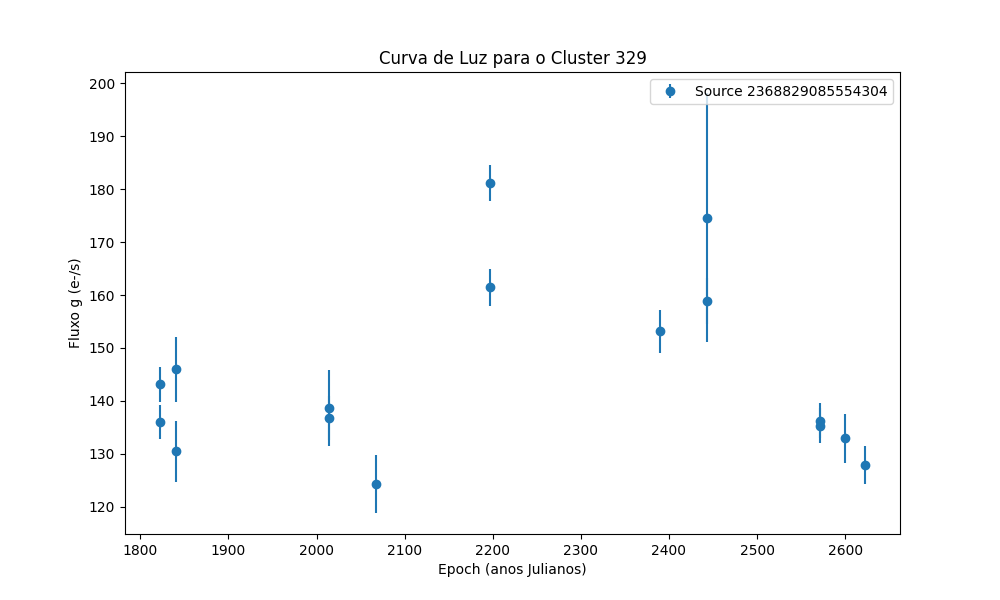 Curva de Luz para o Cluster 329
Source 2368829085554304
200
190
180
170
160
150
140
130
120
Fluxo g (e-/s)
1800 1900 2000 2100 2200 2300 2400 2500 2600
Epoch (anos Julianos)